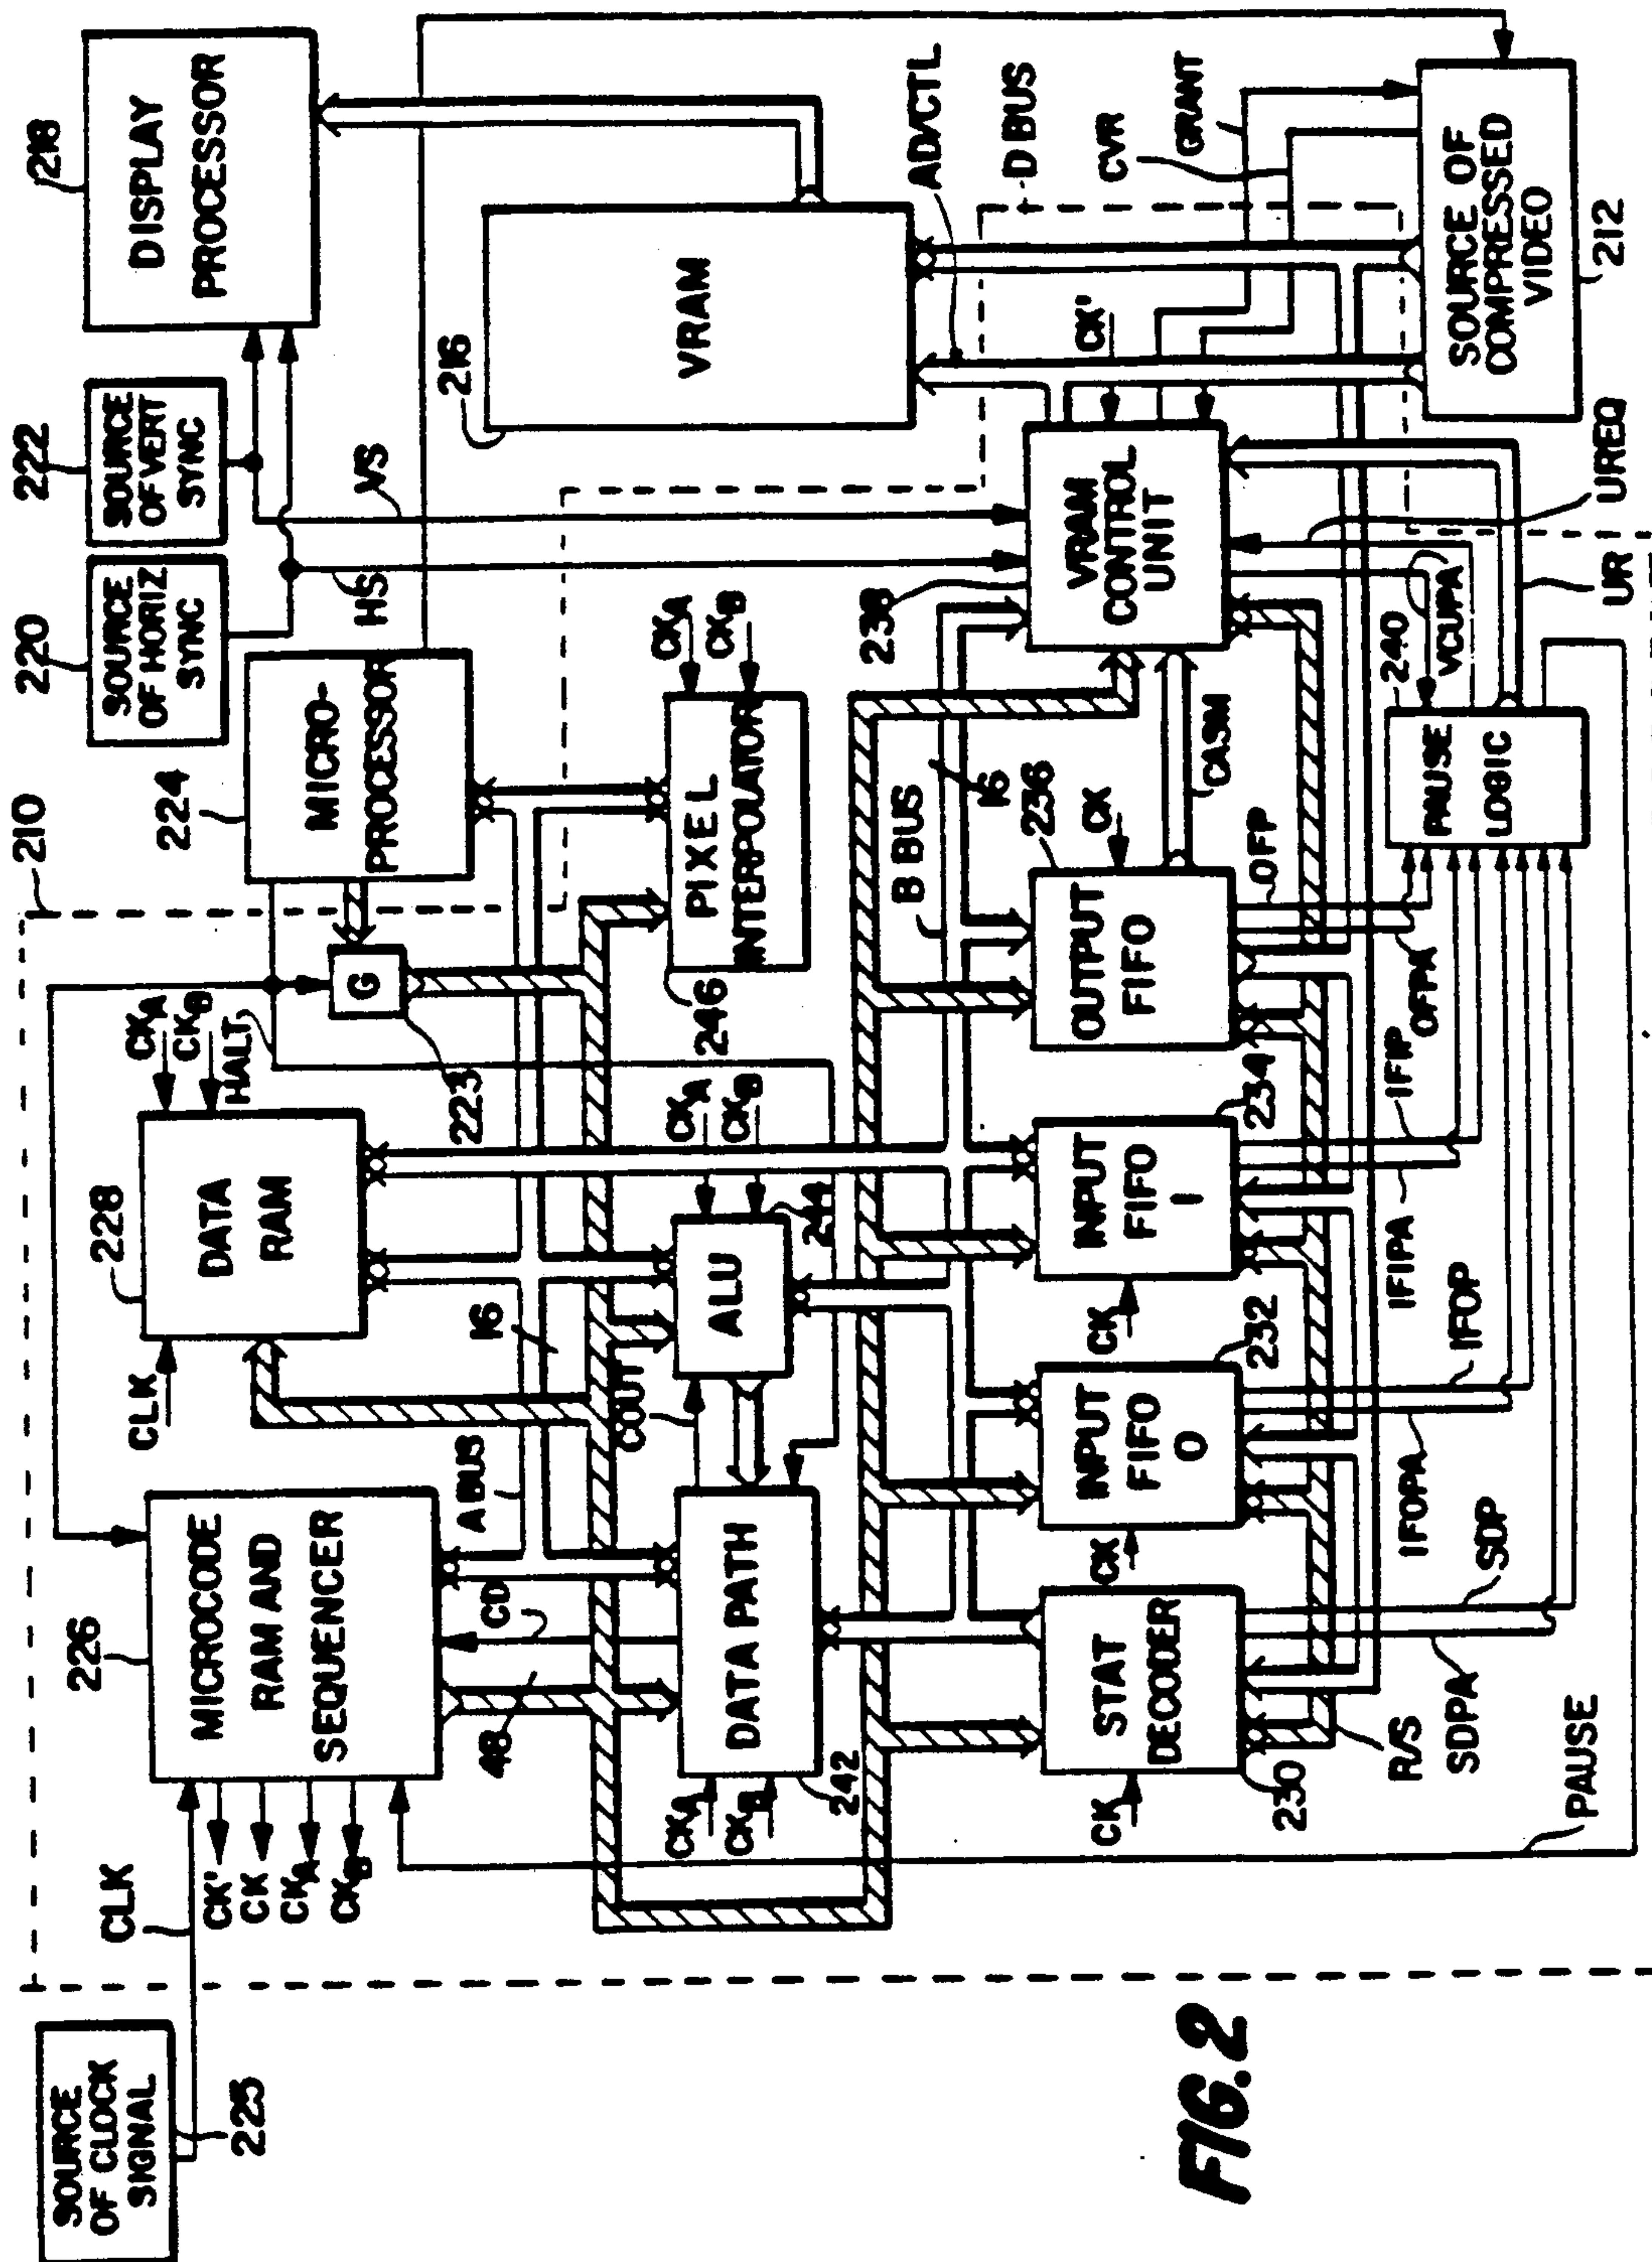 SOURCE
OF CLOCK
SIGNAL
225
CLK
210
226
MICROCODE
RAM AND
SEQUENCER
CK'
CK
CKA
CKB
CLK
228
DATA
RAM
CKA
CKB
HALT
G
223
224
MICRO-
PROCESSOR
220
SOURCE
OF HORIZ
SYNC
222
SOURCE
OF VERT
SYNC
218
DISPLAY
PROCESSOR
HS
VS
216
VRAM
AD/CTL
D BUS
CVR
GRANT
48
CD
A BUS
16
CKA
CKB
DATA PATH
242
COUT
ALU
244
CKA
CKB
246
PIXEL
INTERPOLATOR
CKA
CKB
B BUS
16
CK
STAT
DECODER
230
CK
INPUT
FIFO
0
232
CK
INPUT
FIFO
1
234
OUTPUT
FIFO
236
CK
CASM
238
VRAM
CONTROL
UNIT
CK'
SOURCE OF
COMPRESSED
VIDEO
212
R/S
SDPA
SDP
IFOPA
IFOP
IFIPA
IFIP
OFPA
OFP
240
PAUSE
LOGIC
VCUPA
UREQ
UR
PAUSE
FIG. 2